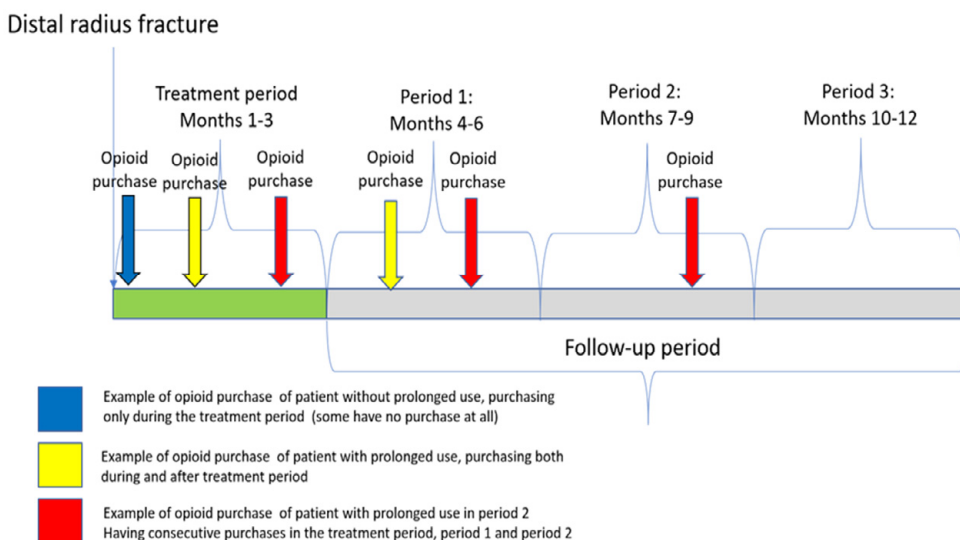 Distal radius fracture
Treatment period
Months 1-3
Period 1:
Months 4-6
Period 2:
Months 7-9
Period 3:
Months 10-12
Opioid
purchase
Opioid
purchase
Opioid
purchase
Opioid
purchase
Opioid
purchase
Opioid
purchase
Follow-up period
Example of opioid purchase of patient without prolonged use, purchasing
only during the treatment period (some have no purchase at all)
Example of opioid purchase of patient with prolonged use, purchasing both
during and after treatment period
Example of opioid purchase of patient with prolonged use in period 2
Having consecutive purchases in the treatment period, period 1 and period 2